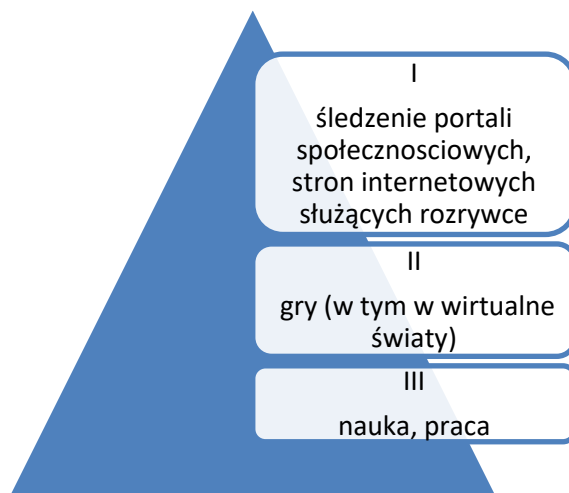 I
śledzenie portali
społecznosciowych,
stron internetowych
służących rozrywce
II
gry (w tym w wirtualne
światy)
III
nauka, praca